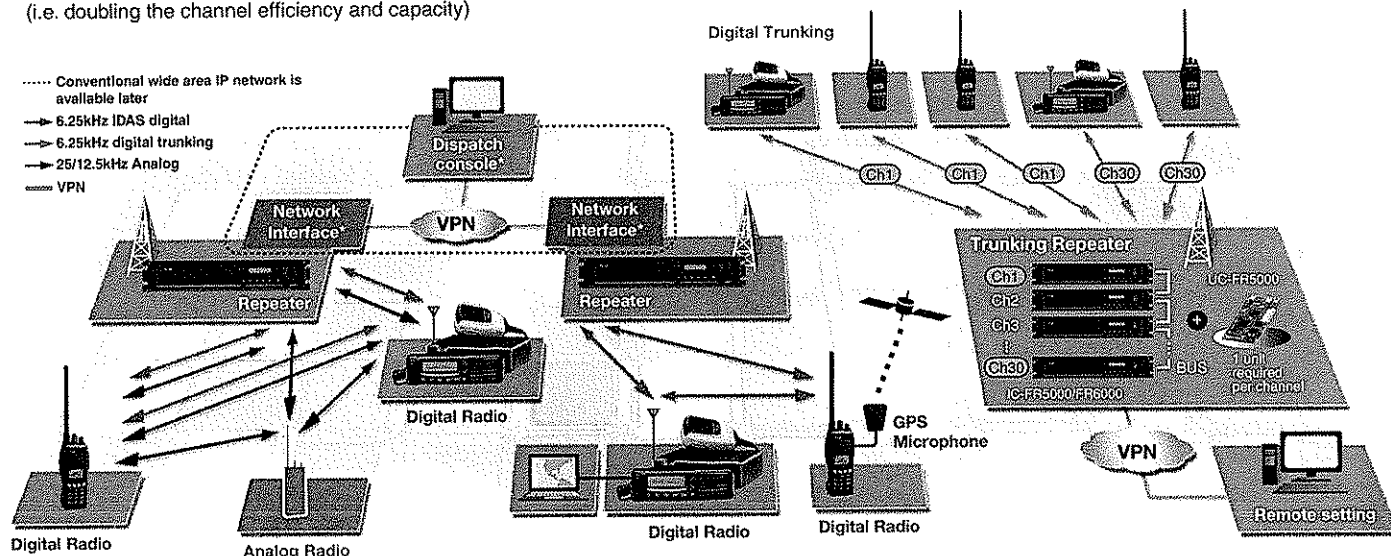 (i.e. doubling the channel efficiency and capacity)
Conventional wide area IP network is
available later
6.25kHz IDAS digital
6.25kHz digital trunking
25/12.5kHz Analog
VPN
Dispatch
console*
Network
Interface*
VPN
Network
Interface*
Repeater
Repeater
Digital Radio
Digital Radio
Analog Radio
Digital Radio
Digital Radio
GPS
Microphone
Digital Trunking
Ch1
Ch1
Ch1
Ch30
Ch30
Trunking Repeater
Ch1
Ch2
Ch3
Ch30
BUS
IC-FR5000/FR6000
UC-FR5000
1 unit
required
per channel
VPN
Remote setting